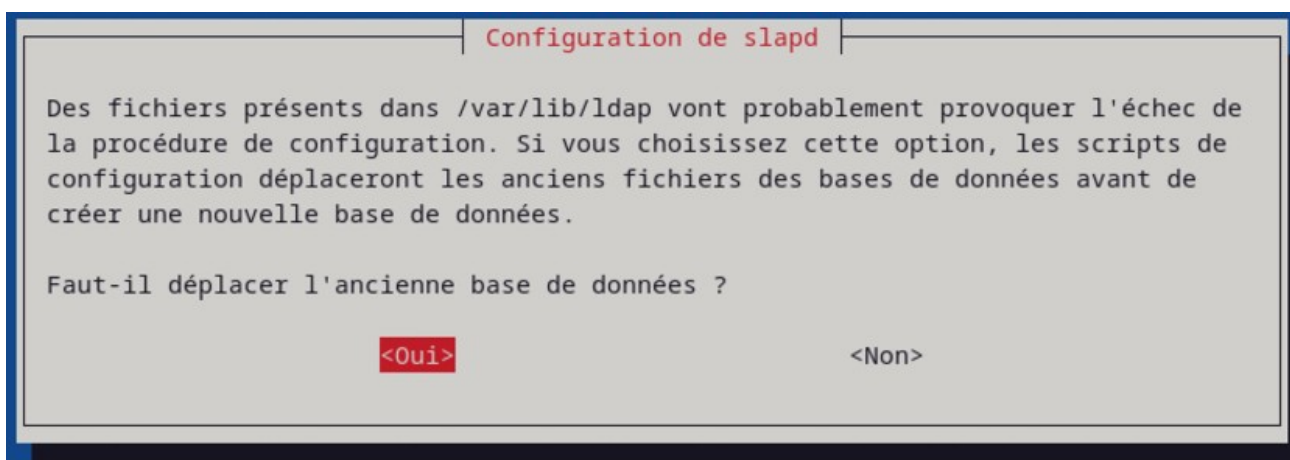 Configuration de slapd
Des fichiers présents dans /var/lib/ldap vont probablement provoquer l'échec de
la procédure de configuration. Si vous choisissez cette option, les scripts de
configuration déplaceront les anciens fichiers des bases de données avant de
créer une nouvelle base de données.
Faut-il déplacer l'ancienne base de données ?
<Oui> <Non>